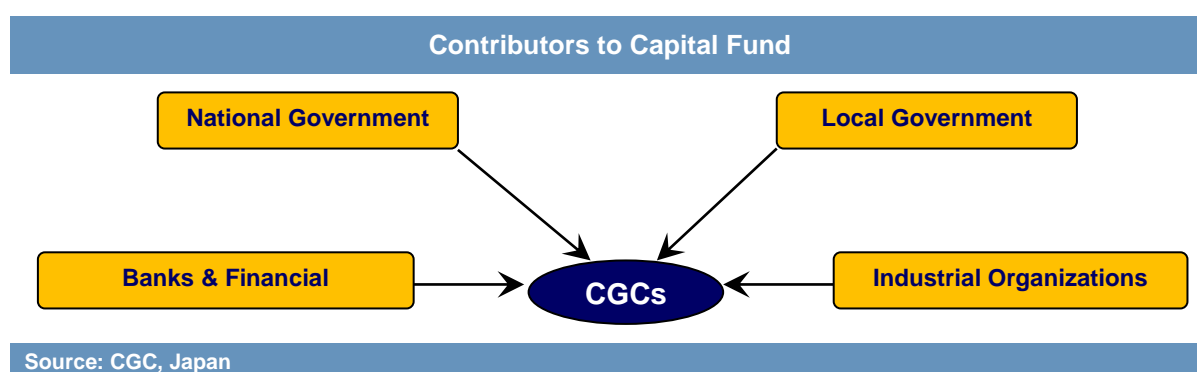 Contributors to Capital Fund
National Government
Local Government
Banks & Financial
CGCs
Industrial Organizations
Source: CGC, Japan